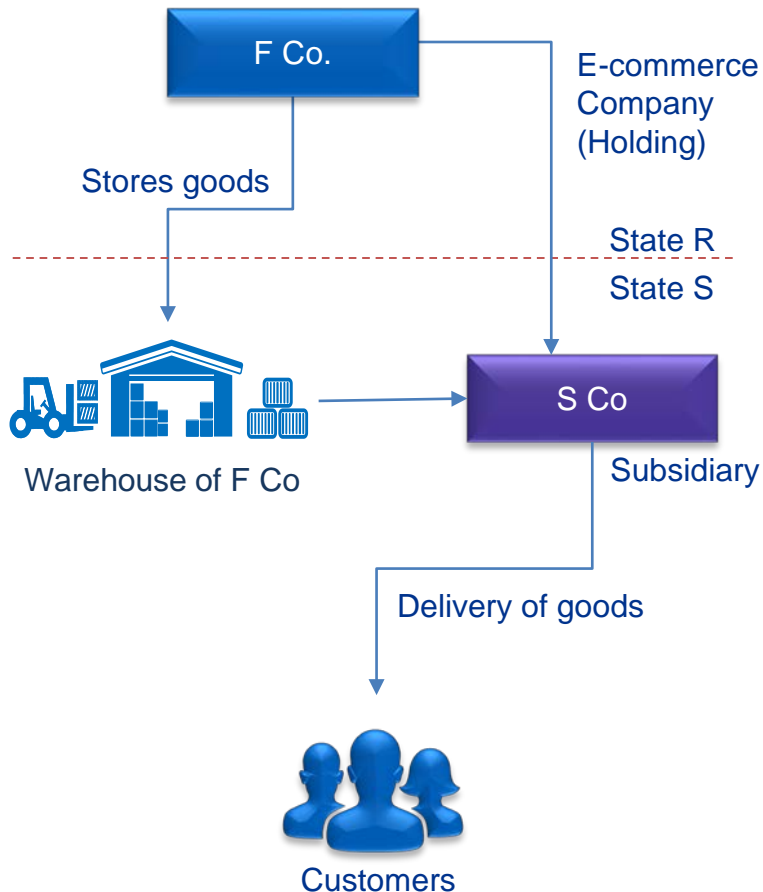 F Co.
E-commerce
Company
(Holding)
Stores goods
State R
State S
S Co
Warehouse of F Co
Subsidiary
Delivery of goods
Customers